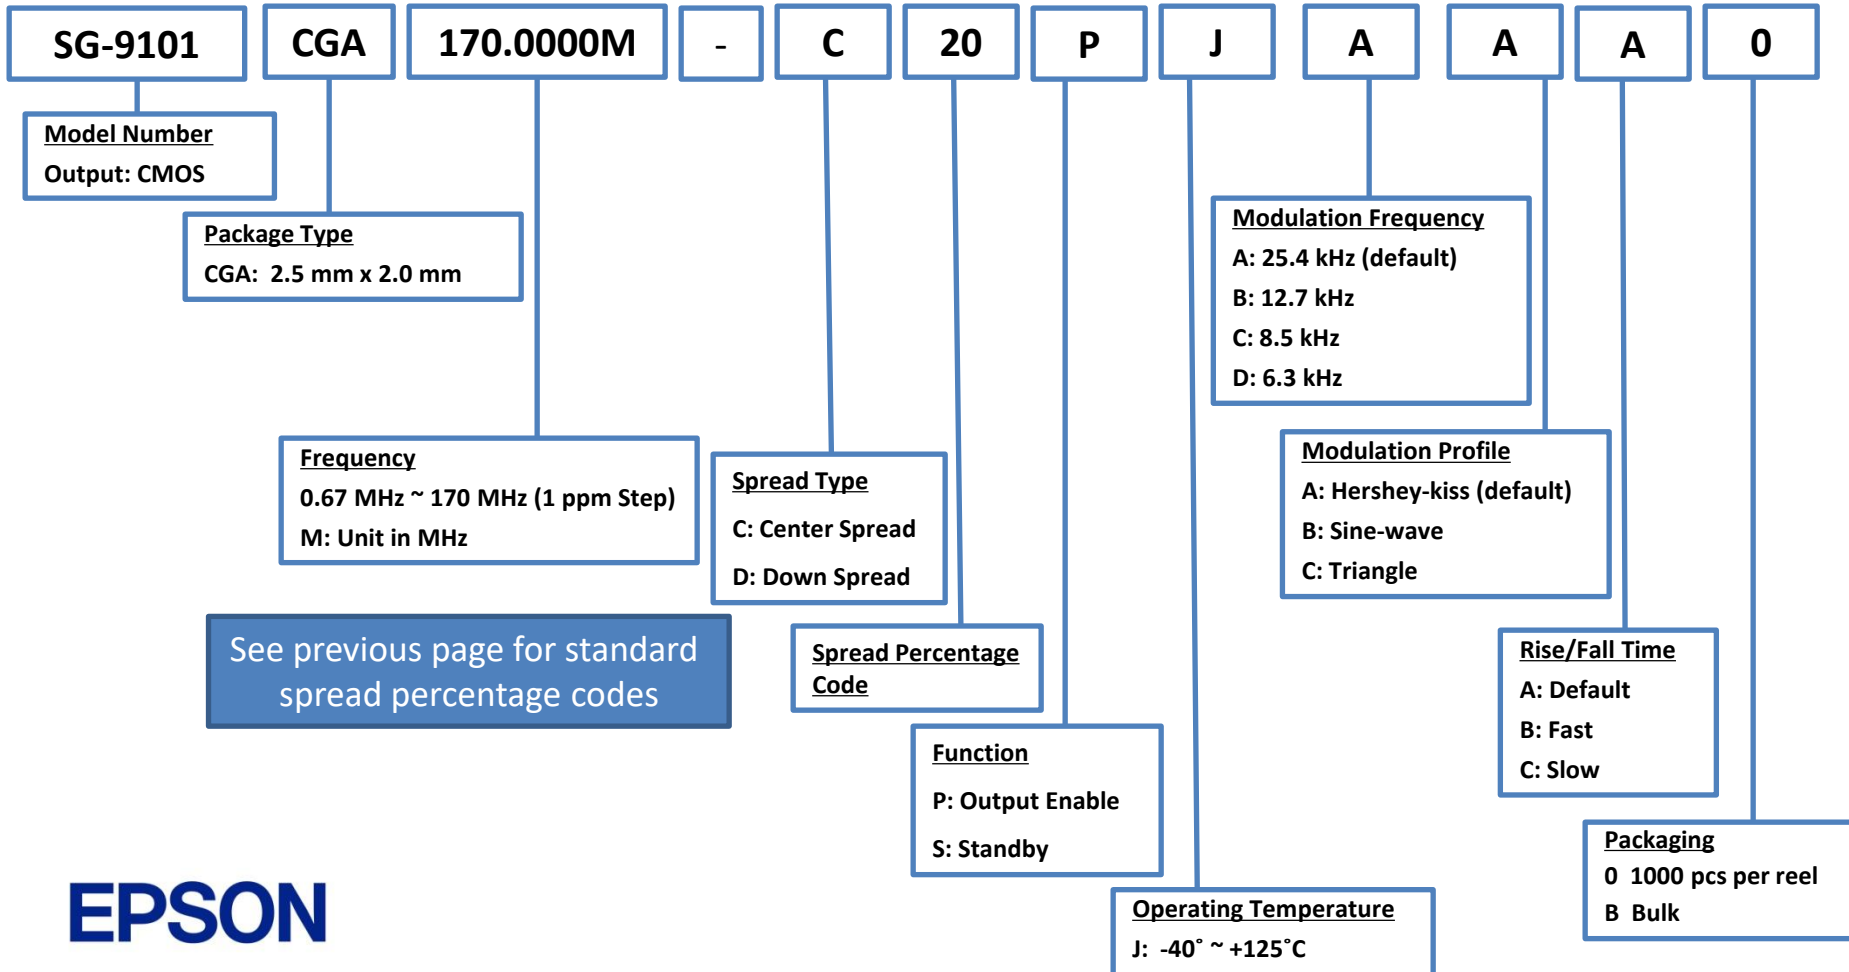 SG-9101 CGA 170.0000M - C 20 P J A A A 0
Model Number
Output: CMOS
Package Type
CGA: 2.5 mm x 2.0 mm
Modulation Frequency
A: 25.4 kHz (default)
B: 12.7 kHz
C: 8.5 kHz
D: 6.3 kHz
Frequency
0.67 MHz ~ 170 MHz (1 ppm Step)
M: Unit in MHz
Spread Type
C: Center Spread
D: Down Spread
Modulation Profile
A: Hershey-kiss (default)
B: Sine-wave
C: Triangle
See previous page for standard
spread percentage codes
Spread Percentage
Code
Rise/Fall Time
A: Default
B: Fast
C: Slow
Function
P: Output Enable
S: Standby
Packaging
0 1000 pcs per reel
B Bulk
Operating Temperature
J: -40˚ ~ +125˚C
EPSON